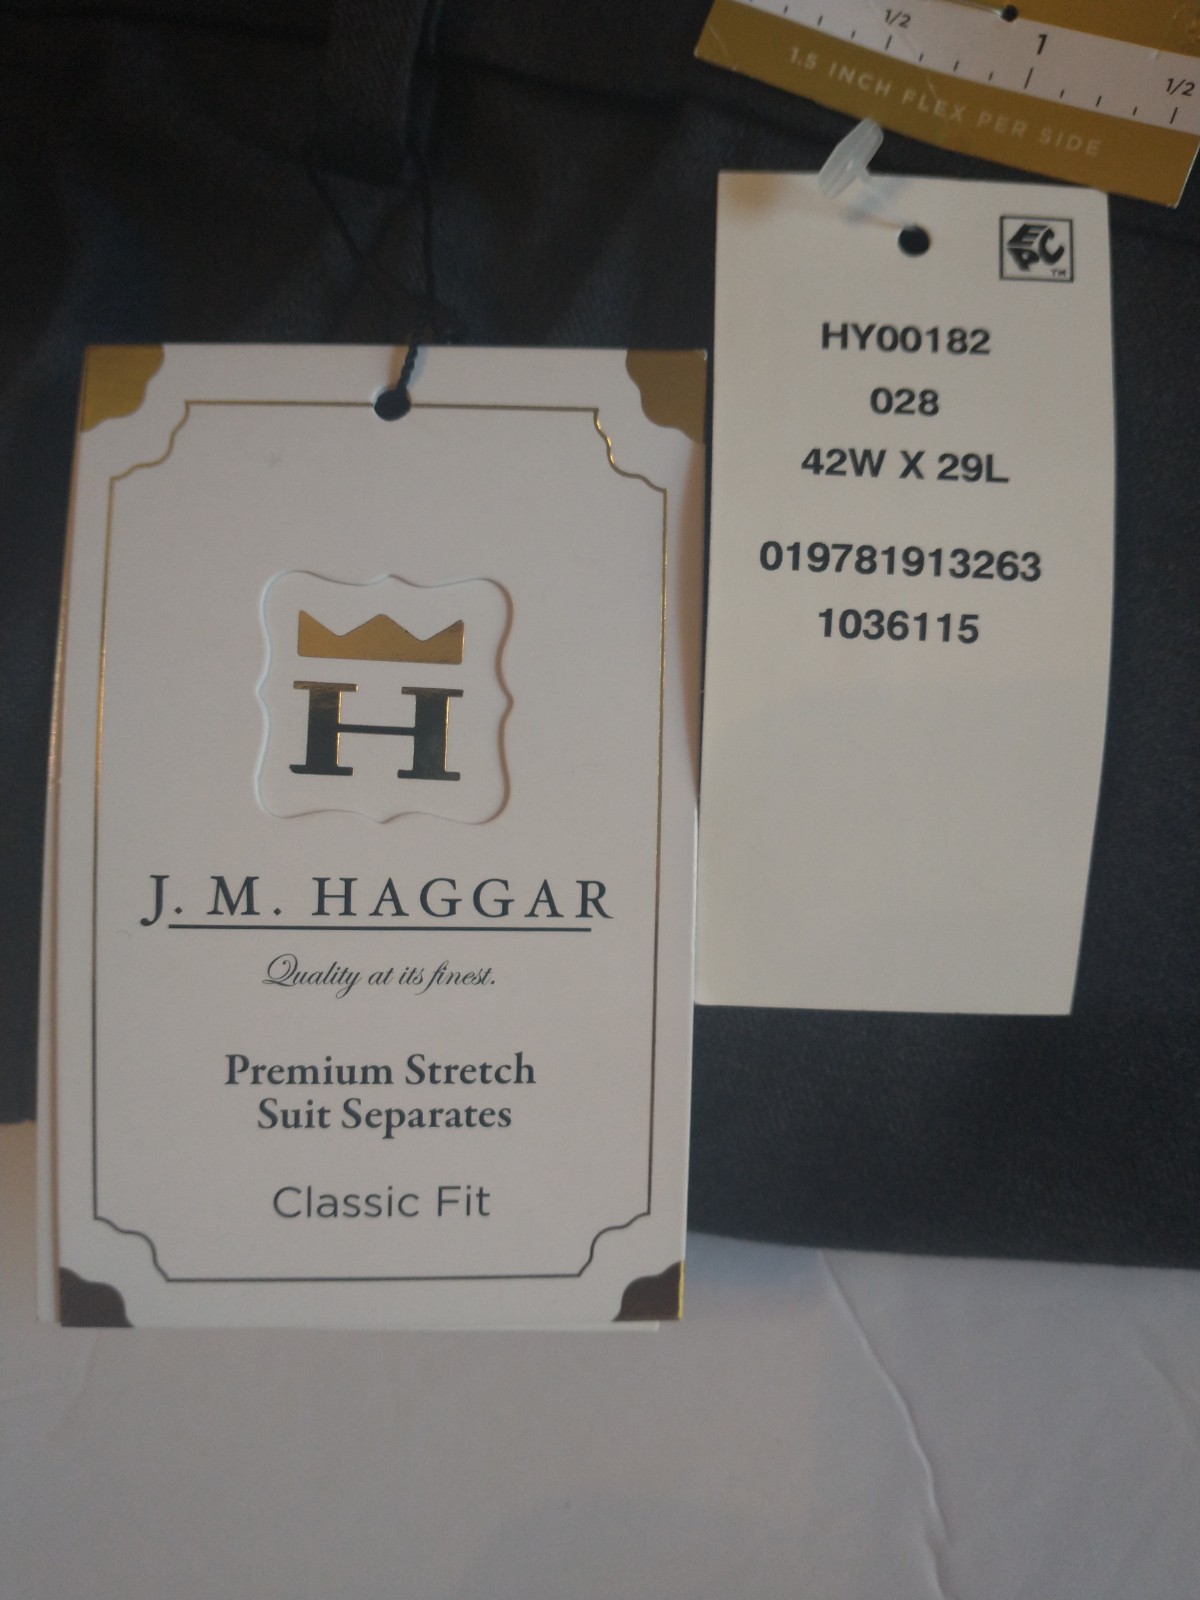 1/2
1
1/2
1.5 INCH FLEX PER SIDE
EPC™
HY00182
028
42W X 29L
019781913263
1036115
H
J. M. HAGGAR
Quality at its finest.
Premium Stretch
Suit Separates
Classic Fit